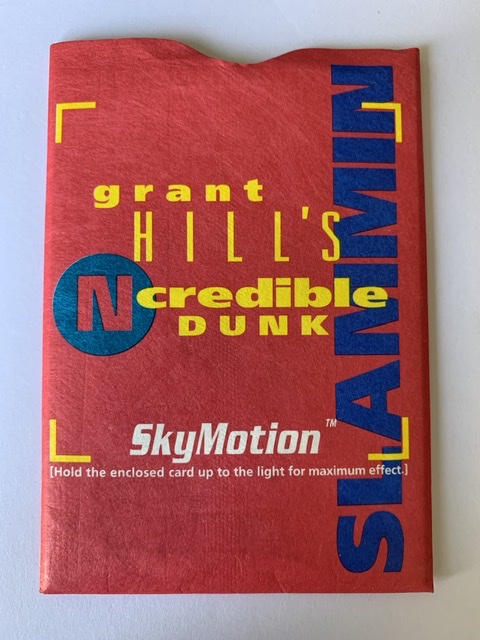 grant
HILL'S
Ncredible
DUNK
SkyMotion™
[Hold the enclosed card up to the light for maximum effect.]
SLAMMIN